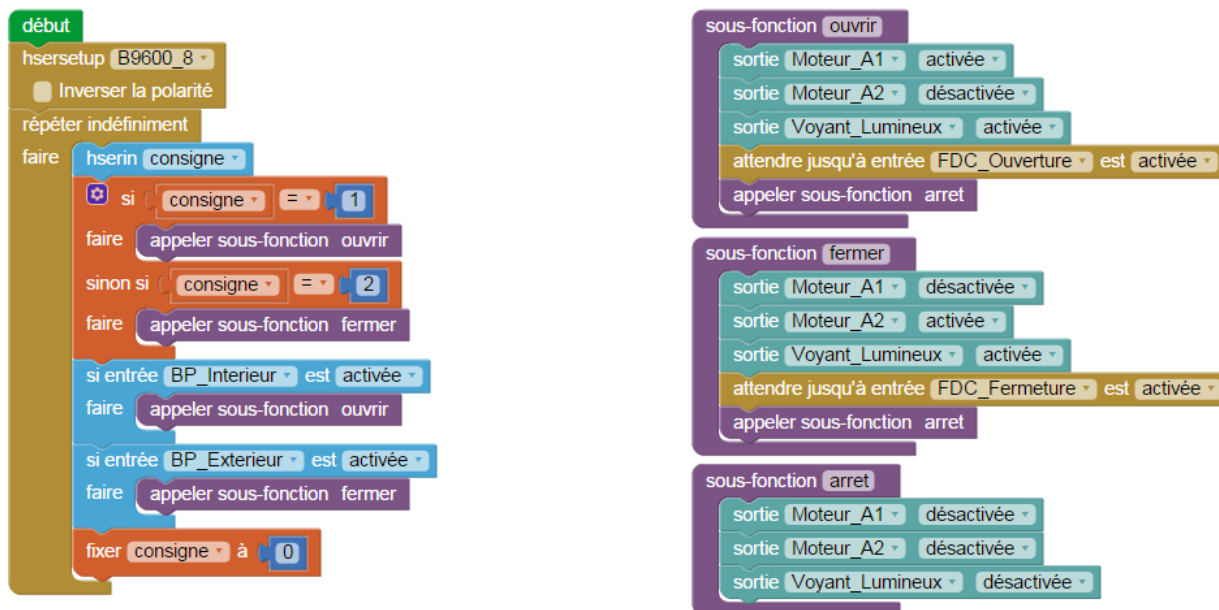 début
hsersetup B9600_8
Inverser la polarité
répéter indéfiniment
faire hserin consigne
si consigne = 1
faire appeler sous-fonction ouvrir
sinon si consigne = 2
faire appeler sous-fonction fermer
si entrée BP_Interieur est activée
faire appeler sous-fonction ouvrir
si entrée BP_Exterieur est activée
faire appeler sous-fonction fermer
fixer consigne à 0
sous-fonction ouvrir
sortie Moteur_A1 activée
sortie Moteur_A2 désactivée
sortie Voyant_Lumineux activée
attendre jusqu'à entrée FDC_Ouverture est activée
appeler sous-fonction arret
sous-fonction fermer
sortie Moteur_A1 désactivée
sortie Moteur_A2 activée
sortie Voyant_Lumineux activée
attendre jusqu'à entrée FDC_Fermeture est activée
appeler sous-fonction arret
sous-fonction arret
sortie Moteur_A1 désactivée
sortie Moteur_A2 désactivée
sortie Voyant_Lumineux désactivée